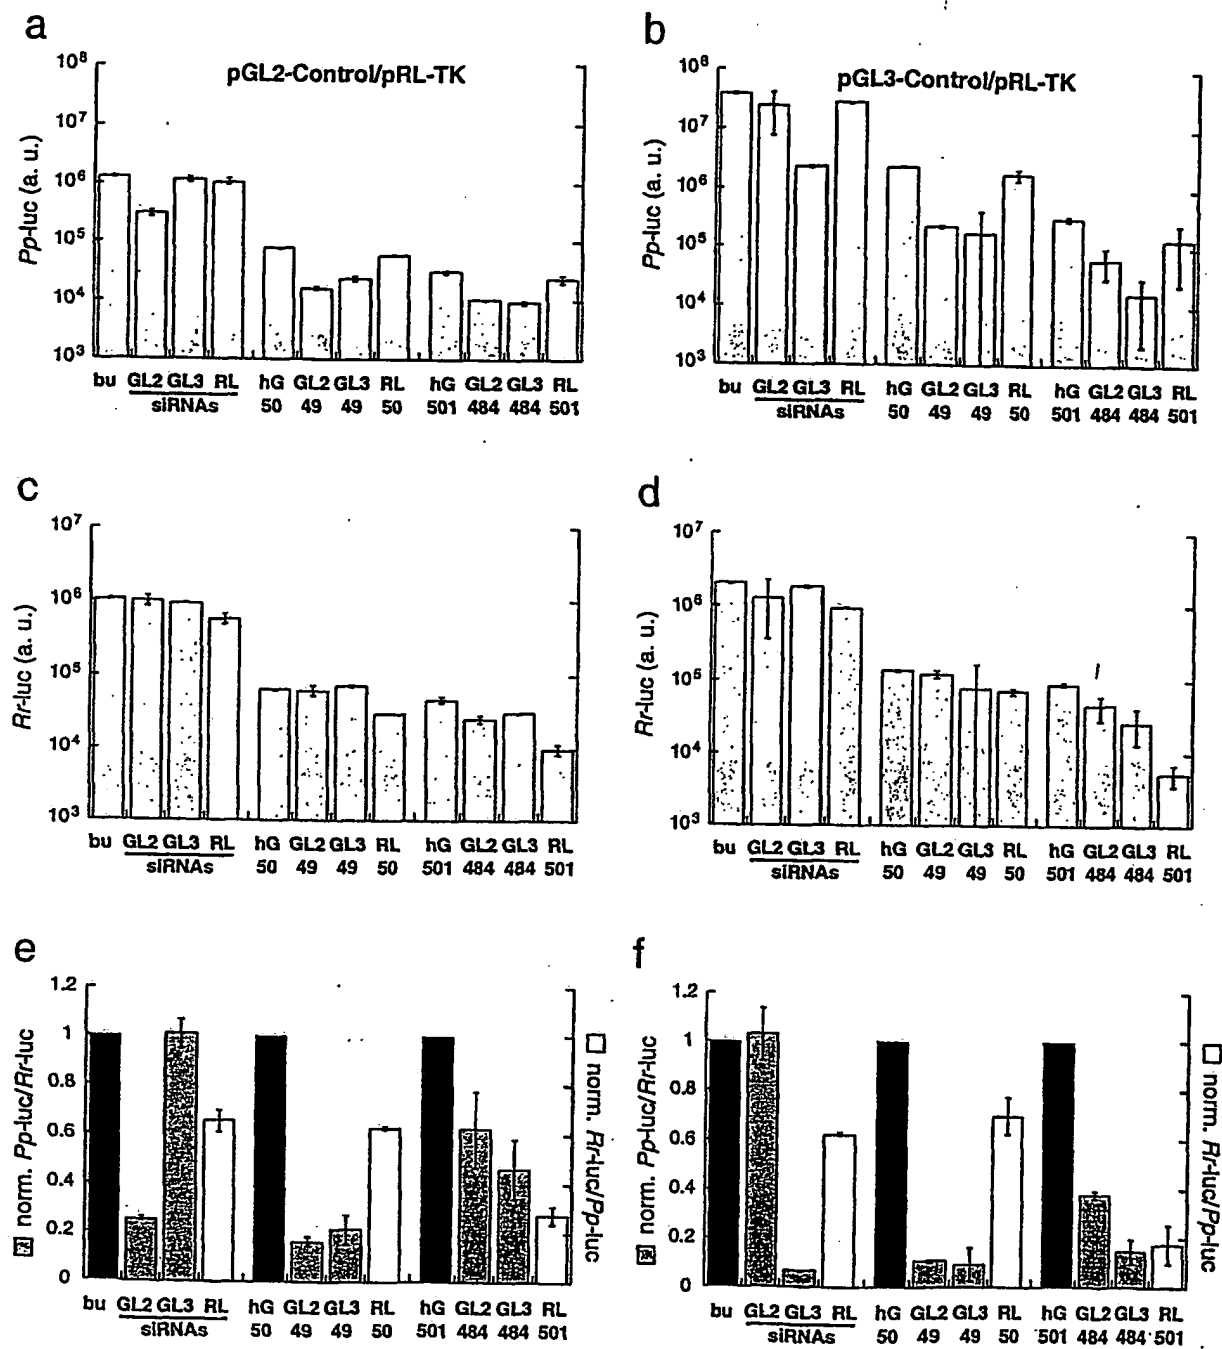 a
pGL2-Control/pRL-TK
Pp-luc (a. u.)
10⁸
10⁷
10⁶
10⁵
10⁴
10³
bu GL2 GL3 RL hG GL2 GL3 RL hG GL2 GL3 RL
siRNAs 50 49 49 50 501 484 484 501
b
pGL3-Control/pRL-TK
Pp-luc (a. u.)
10⁸
10⁷
10⁶
10⁵
10⁴
10³
bu GL2 GL3 RL hG GL2 GL3 RL hG GL2 GL3 RL
siRNAs 50 49 49 50 501 484 484 501
c
Rr-luc (a. u.)
10⁷
10⁶
10⁵
10⁴
10³
bu GL2 GL3 RL hG GL2 GL3 RL hG GL2 GL3 RL
siRNAs 50 49 49 50 501 484 484 501
d
Rr-luc (a. u.)
10⁷
10⁶
10⁵
10⁴
10³
bu GL2 GL3 RL hG GL2 GL3 RL hG GL2 GL3 RL
siRNAs 50 49 49 50 501 484 484 501
e
norm. Pp-luc/Rr-luc
1.2
1
0.8
0.6
0.4
0.2
0
norm. Rr-luc/Pp-luc
bu GL2 GL3 RL hG GL2 GL3 RL hG GL2 GL3 RL
siRNAs 50 49 49 50 501 484 484 501
f
norm. Pp-luc/Rr-luc
1.2
1
0.8
0.6
0.4
0.2
0
norm. Rr-luc/Pp-luc
bu GL2 GL3 RL hG GL2 GL3 RL hG GL2 GL3 RL
siRNAs 50 49 49 50 501 484 484 501